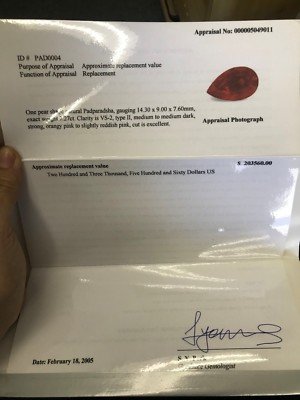 Appraisal No: 000005049011
ID # PAD0004
Purpose of Appraisal Approximate replacement value
Function of Appraisal Replacement
One pear Padparadsha, gauging 14.30 x 9.00 x 7.60mm,
exact Clarity is VS-2, type II, medium to medium dark,
strong, orangy pink to slightly reddish pink, cut is excellent.
Appraisal Photograph
Approximate replacement value $ 203560.00
Two Hundred and Three Thousand, Five Hundred and Sixty Dollars US
Date: February 18, 2005
Gemologist